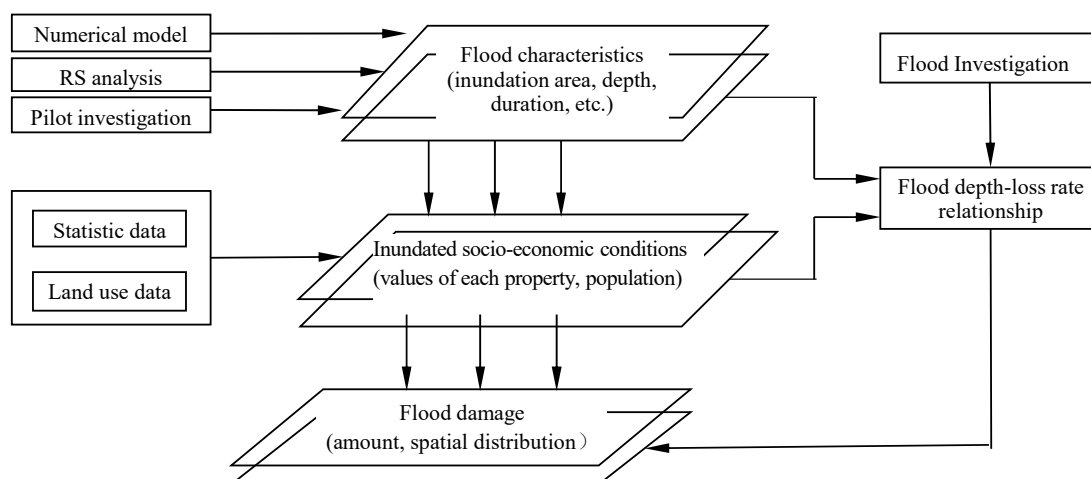 Numerical model
RS analysis
Pilot investigation
Flood characteristics
(inundation area, depth,
duration, etc.)
Flood Investigation
Flood depth-loss rate
relationship
Statistic data
Land use data
Inundated socio-economic conditions
(values of each property, population)
Flood damage
(amount, spatial distribution）